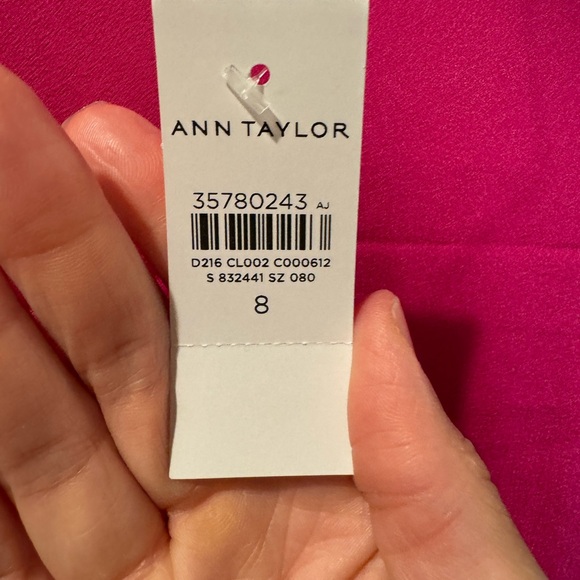 ANN TAYLOR
35780243 AJ
D216 CL002 C000612
S 832441 SZ 080
8